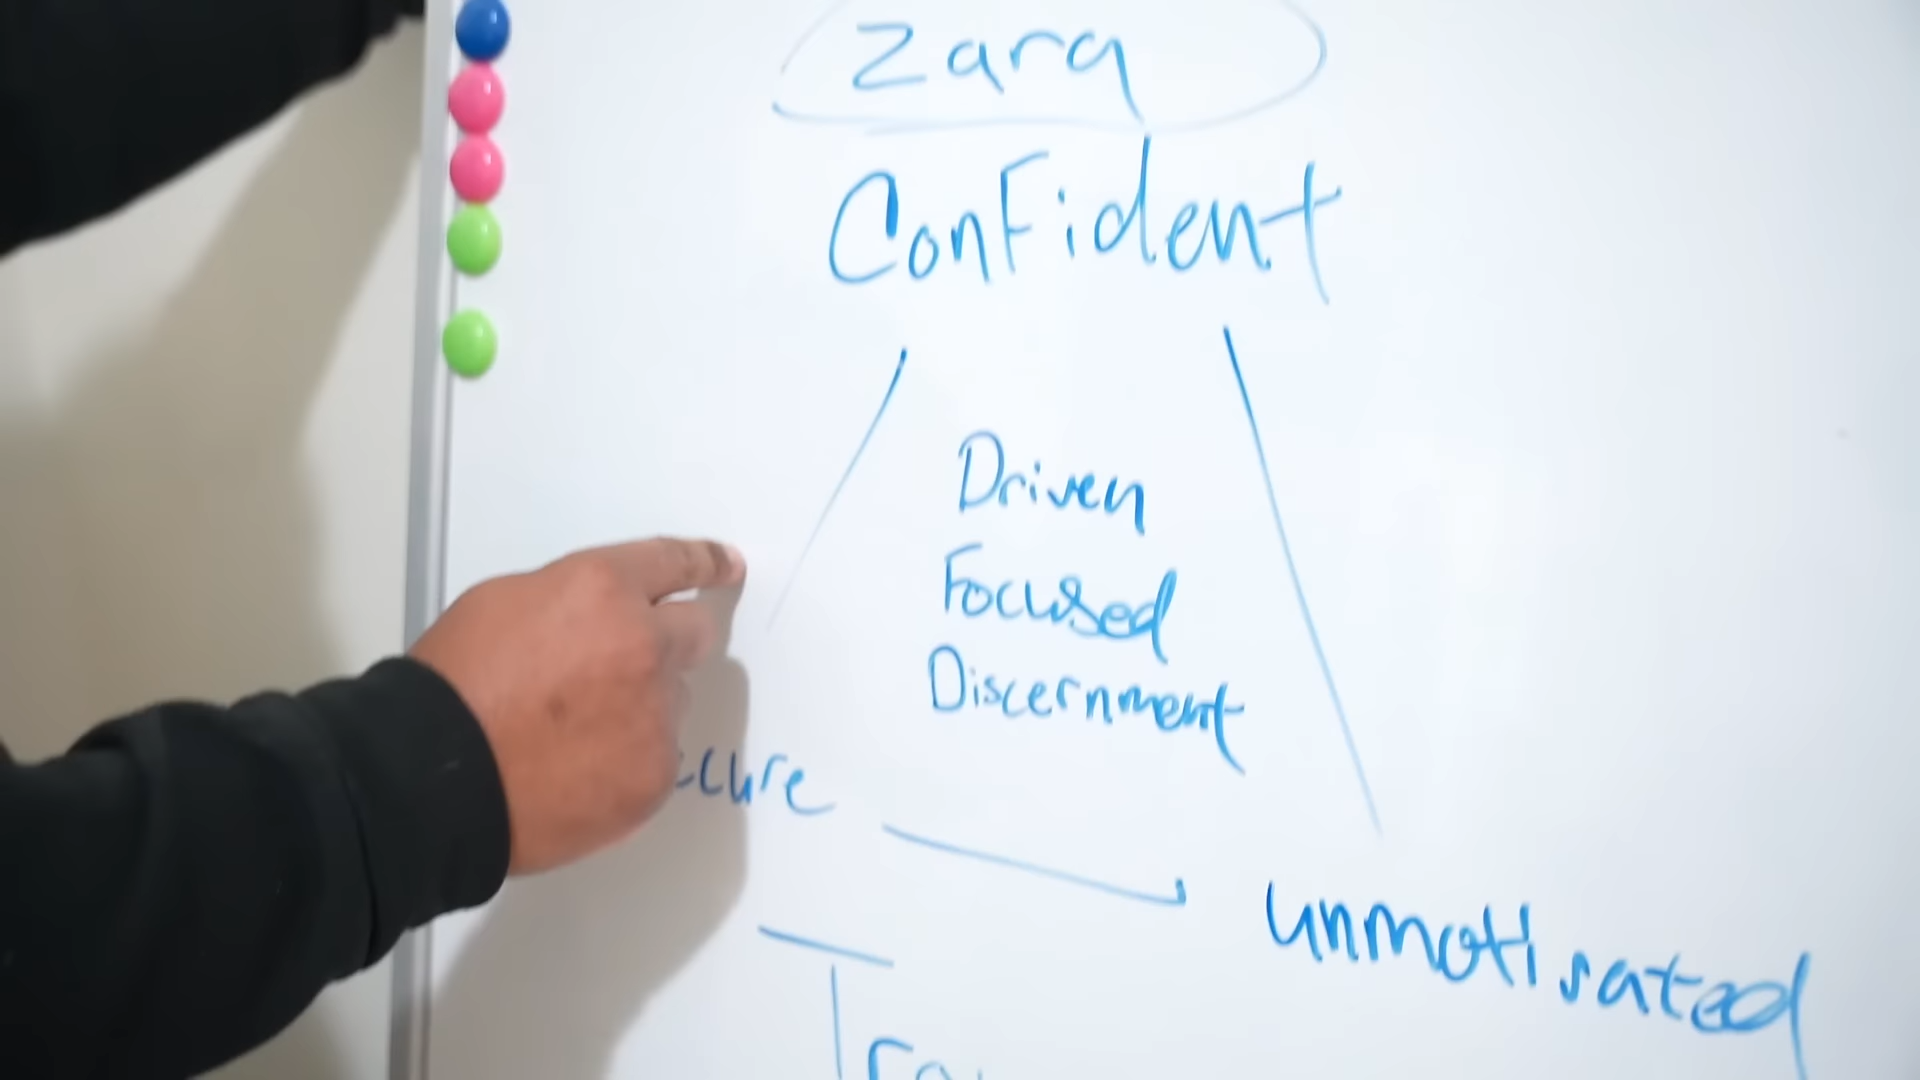 Zara
ConFident
Driven
Focused
Discernment
unmotivated